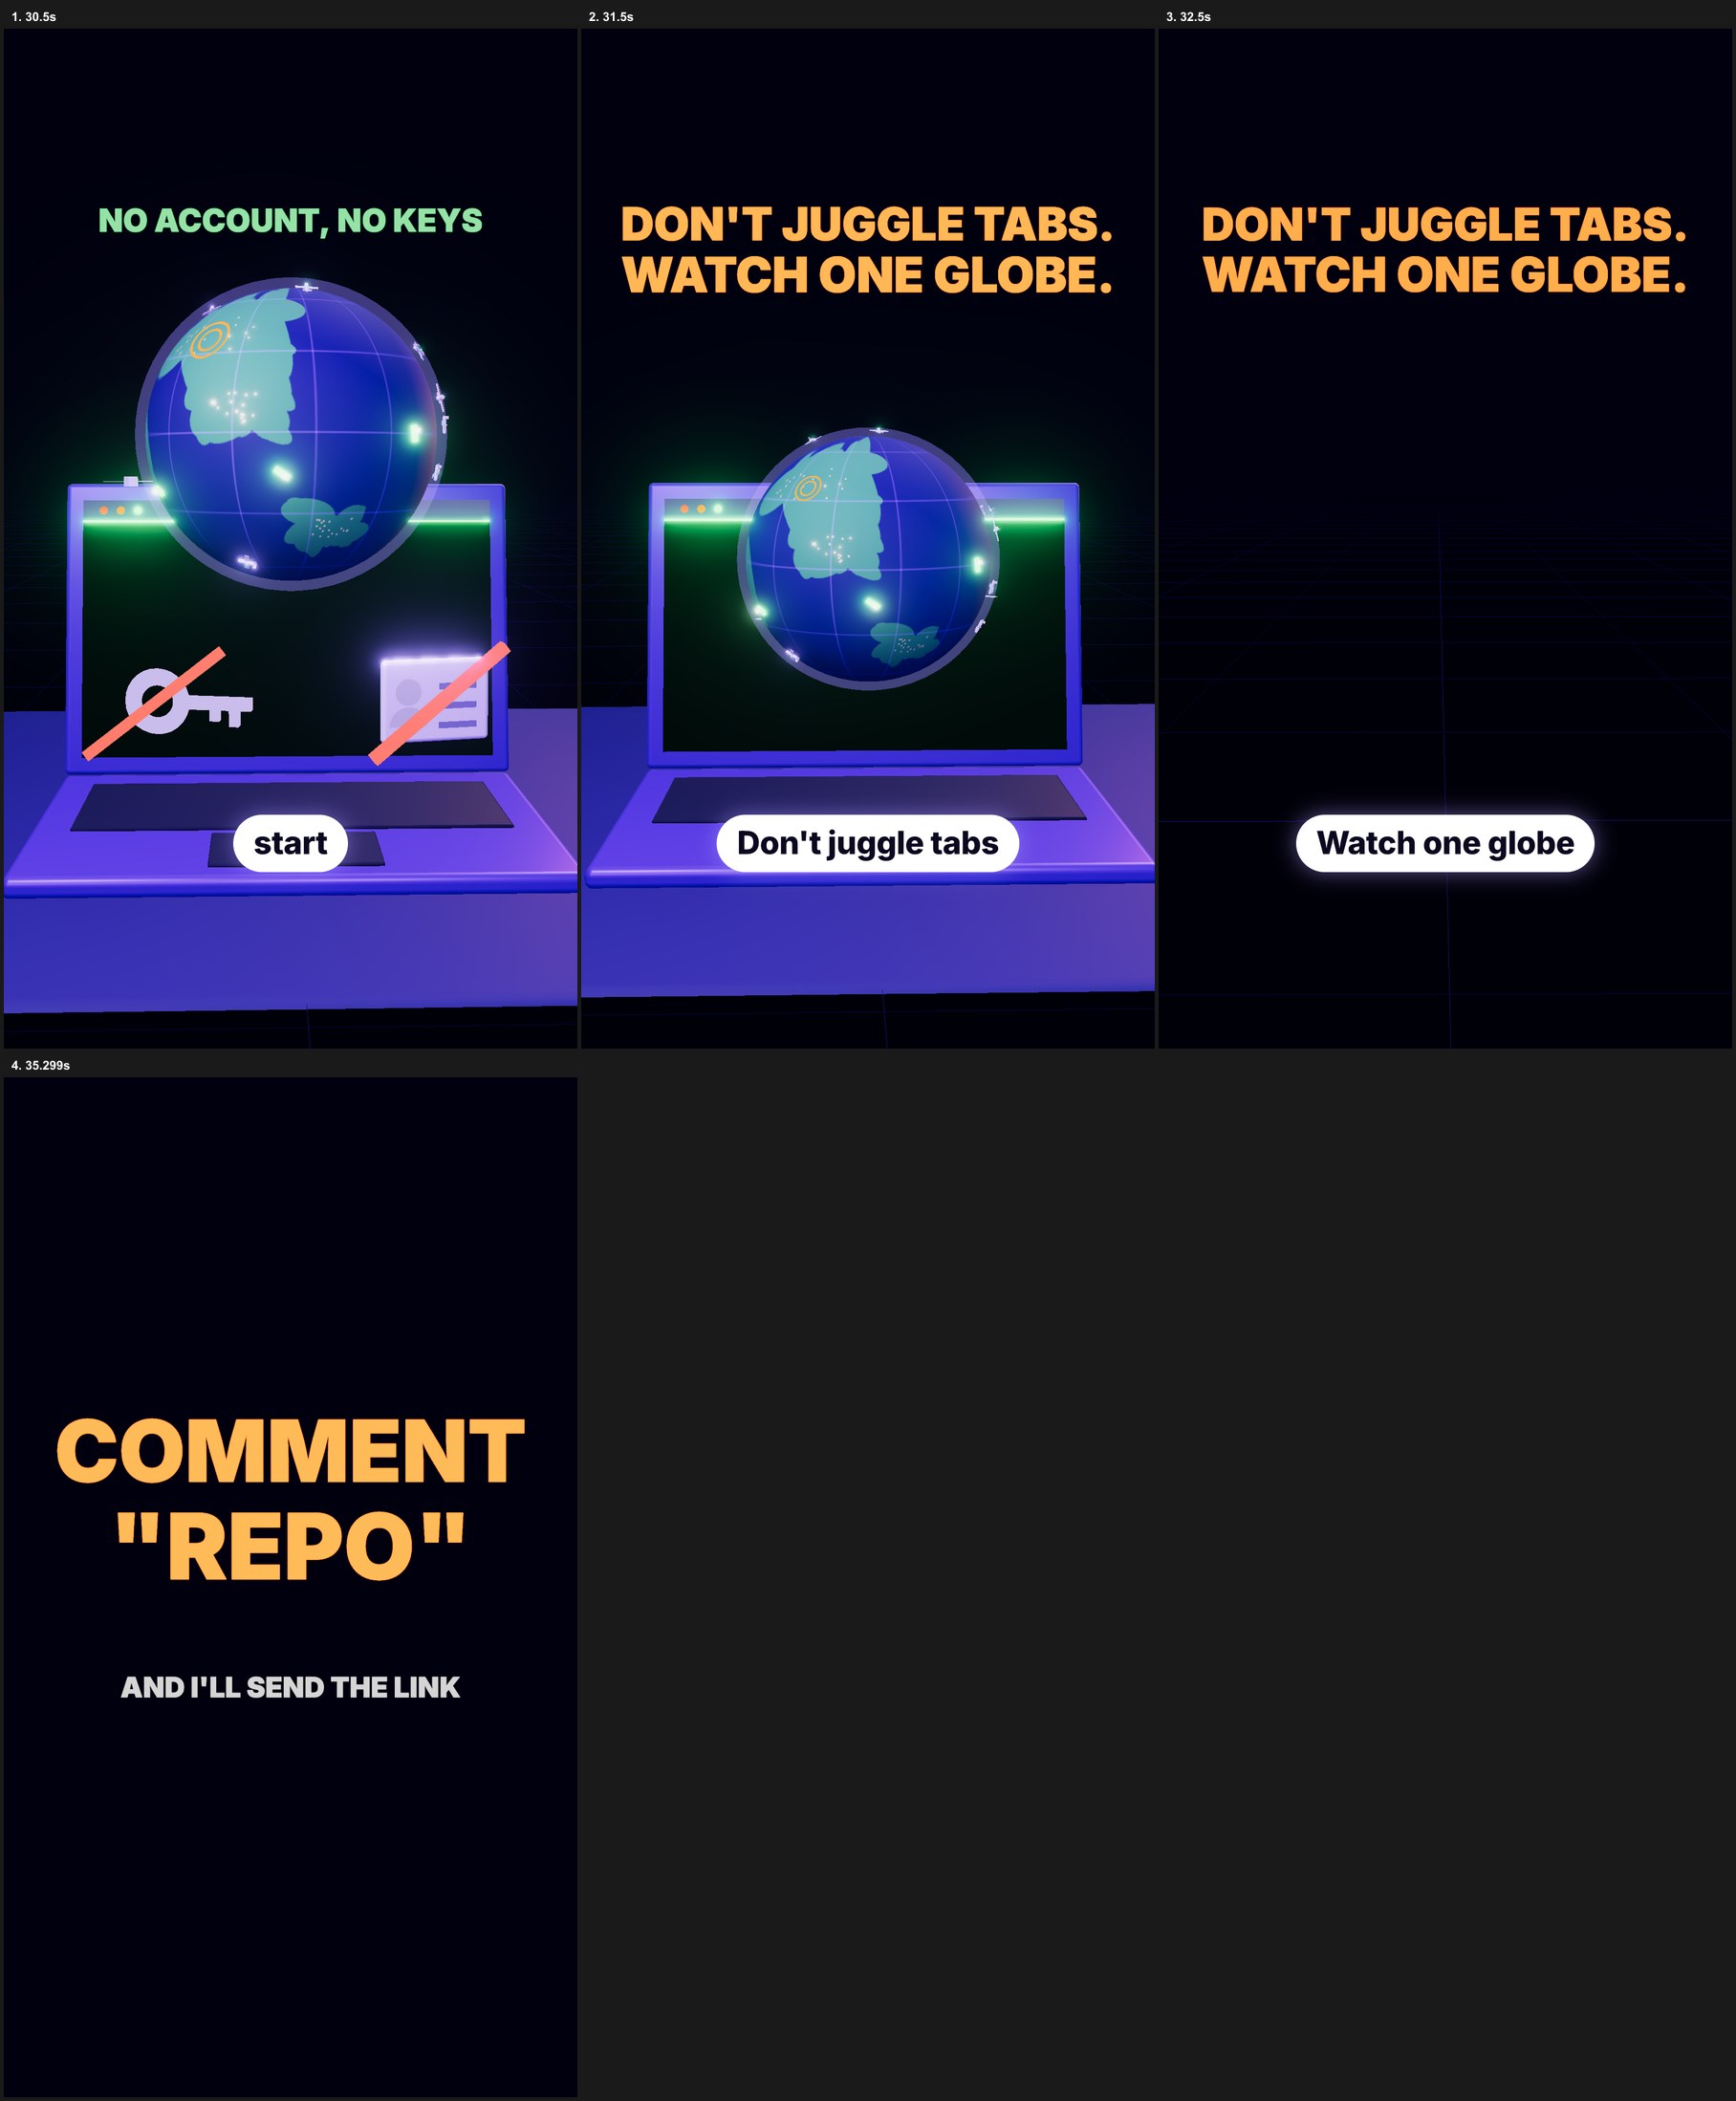 1. 30.5s
NO ACCOUNT, NO KEYS
start
2. 31.5s
DON'T JUGGLE TABS.
WATCH ONE GLOBE.
Don't juggle tabs
3. 32.5s
DON'T JUGGLE TABS.
WATCH ONE GLOBE.
Watch one globe
4. 35.299s
COMMENT
"REPO"
AND I'LL SEND THE LINK